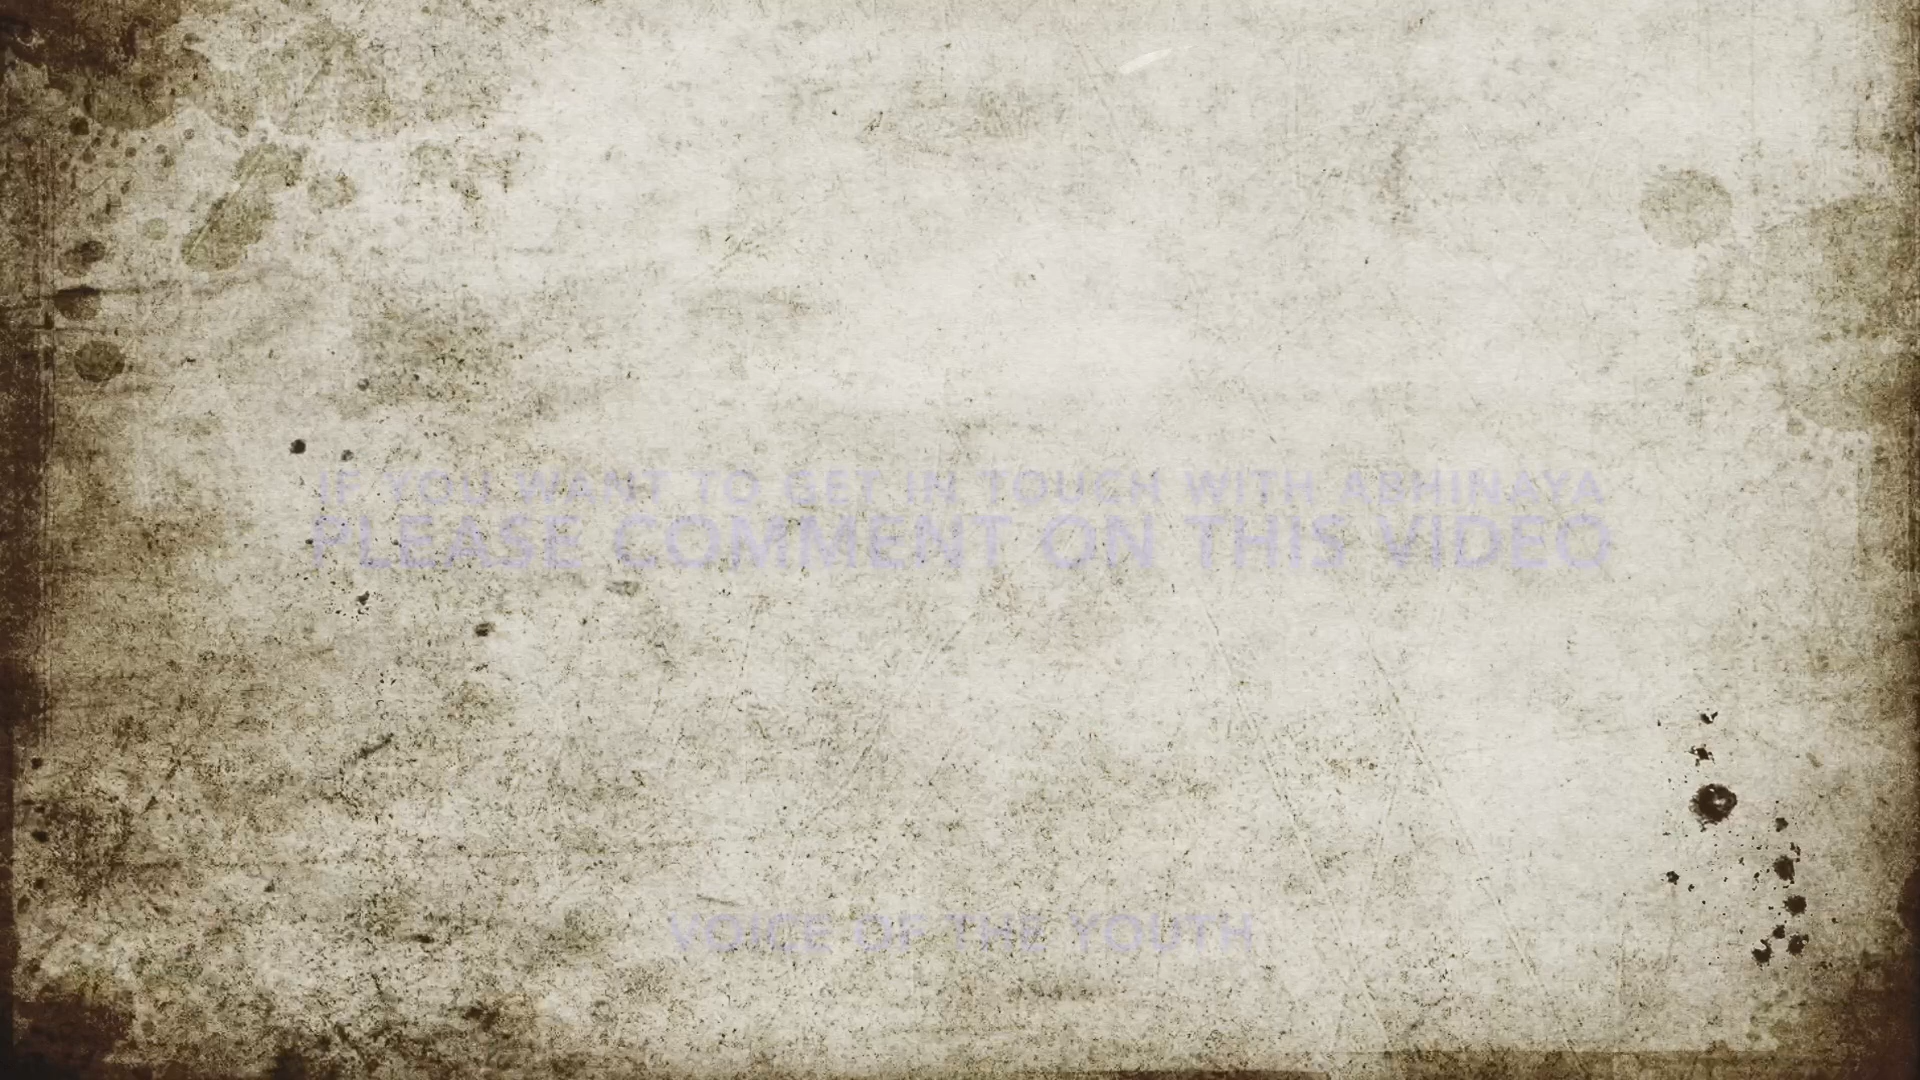 IF YOU WANT TO GET IN TOUCH WITH ABHINAYA
PLEASE COMMENT ON THIS VIDEO
VOICE OF THE YOUTH